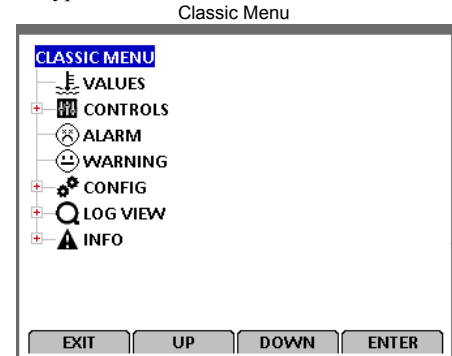 Classic Menu
CLASSIC MENU
VALUES
CONTROLS
ALARM
WARNING
CONFIG
LOG VIEW
INFO
EXIT UP DOWN ENTER